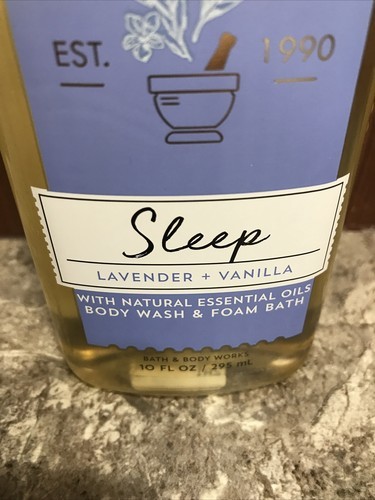 EST. 1990
Sleep
LAVENDER + VANILLA
WITH NATURAL ESSENTIAL OILS
BODY WASH & FOAM BATH
BATH & BODY WORKS
10 FL OZ / 295 mL